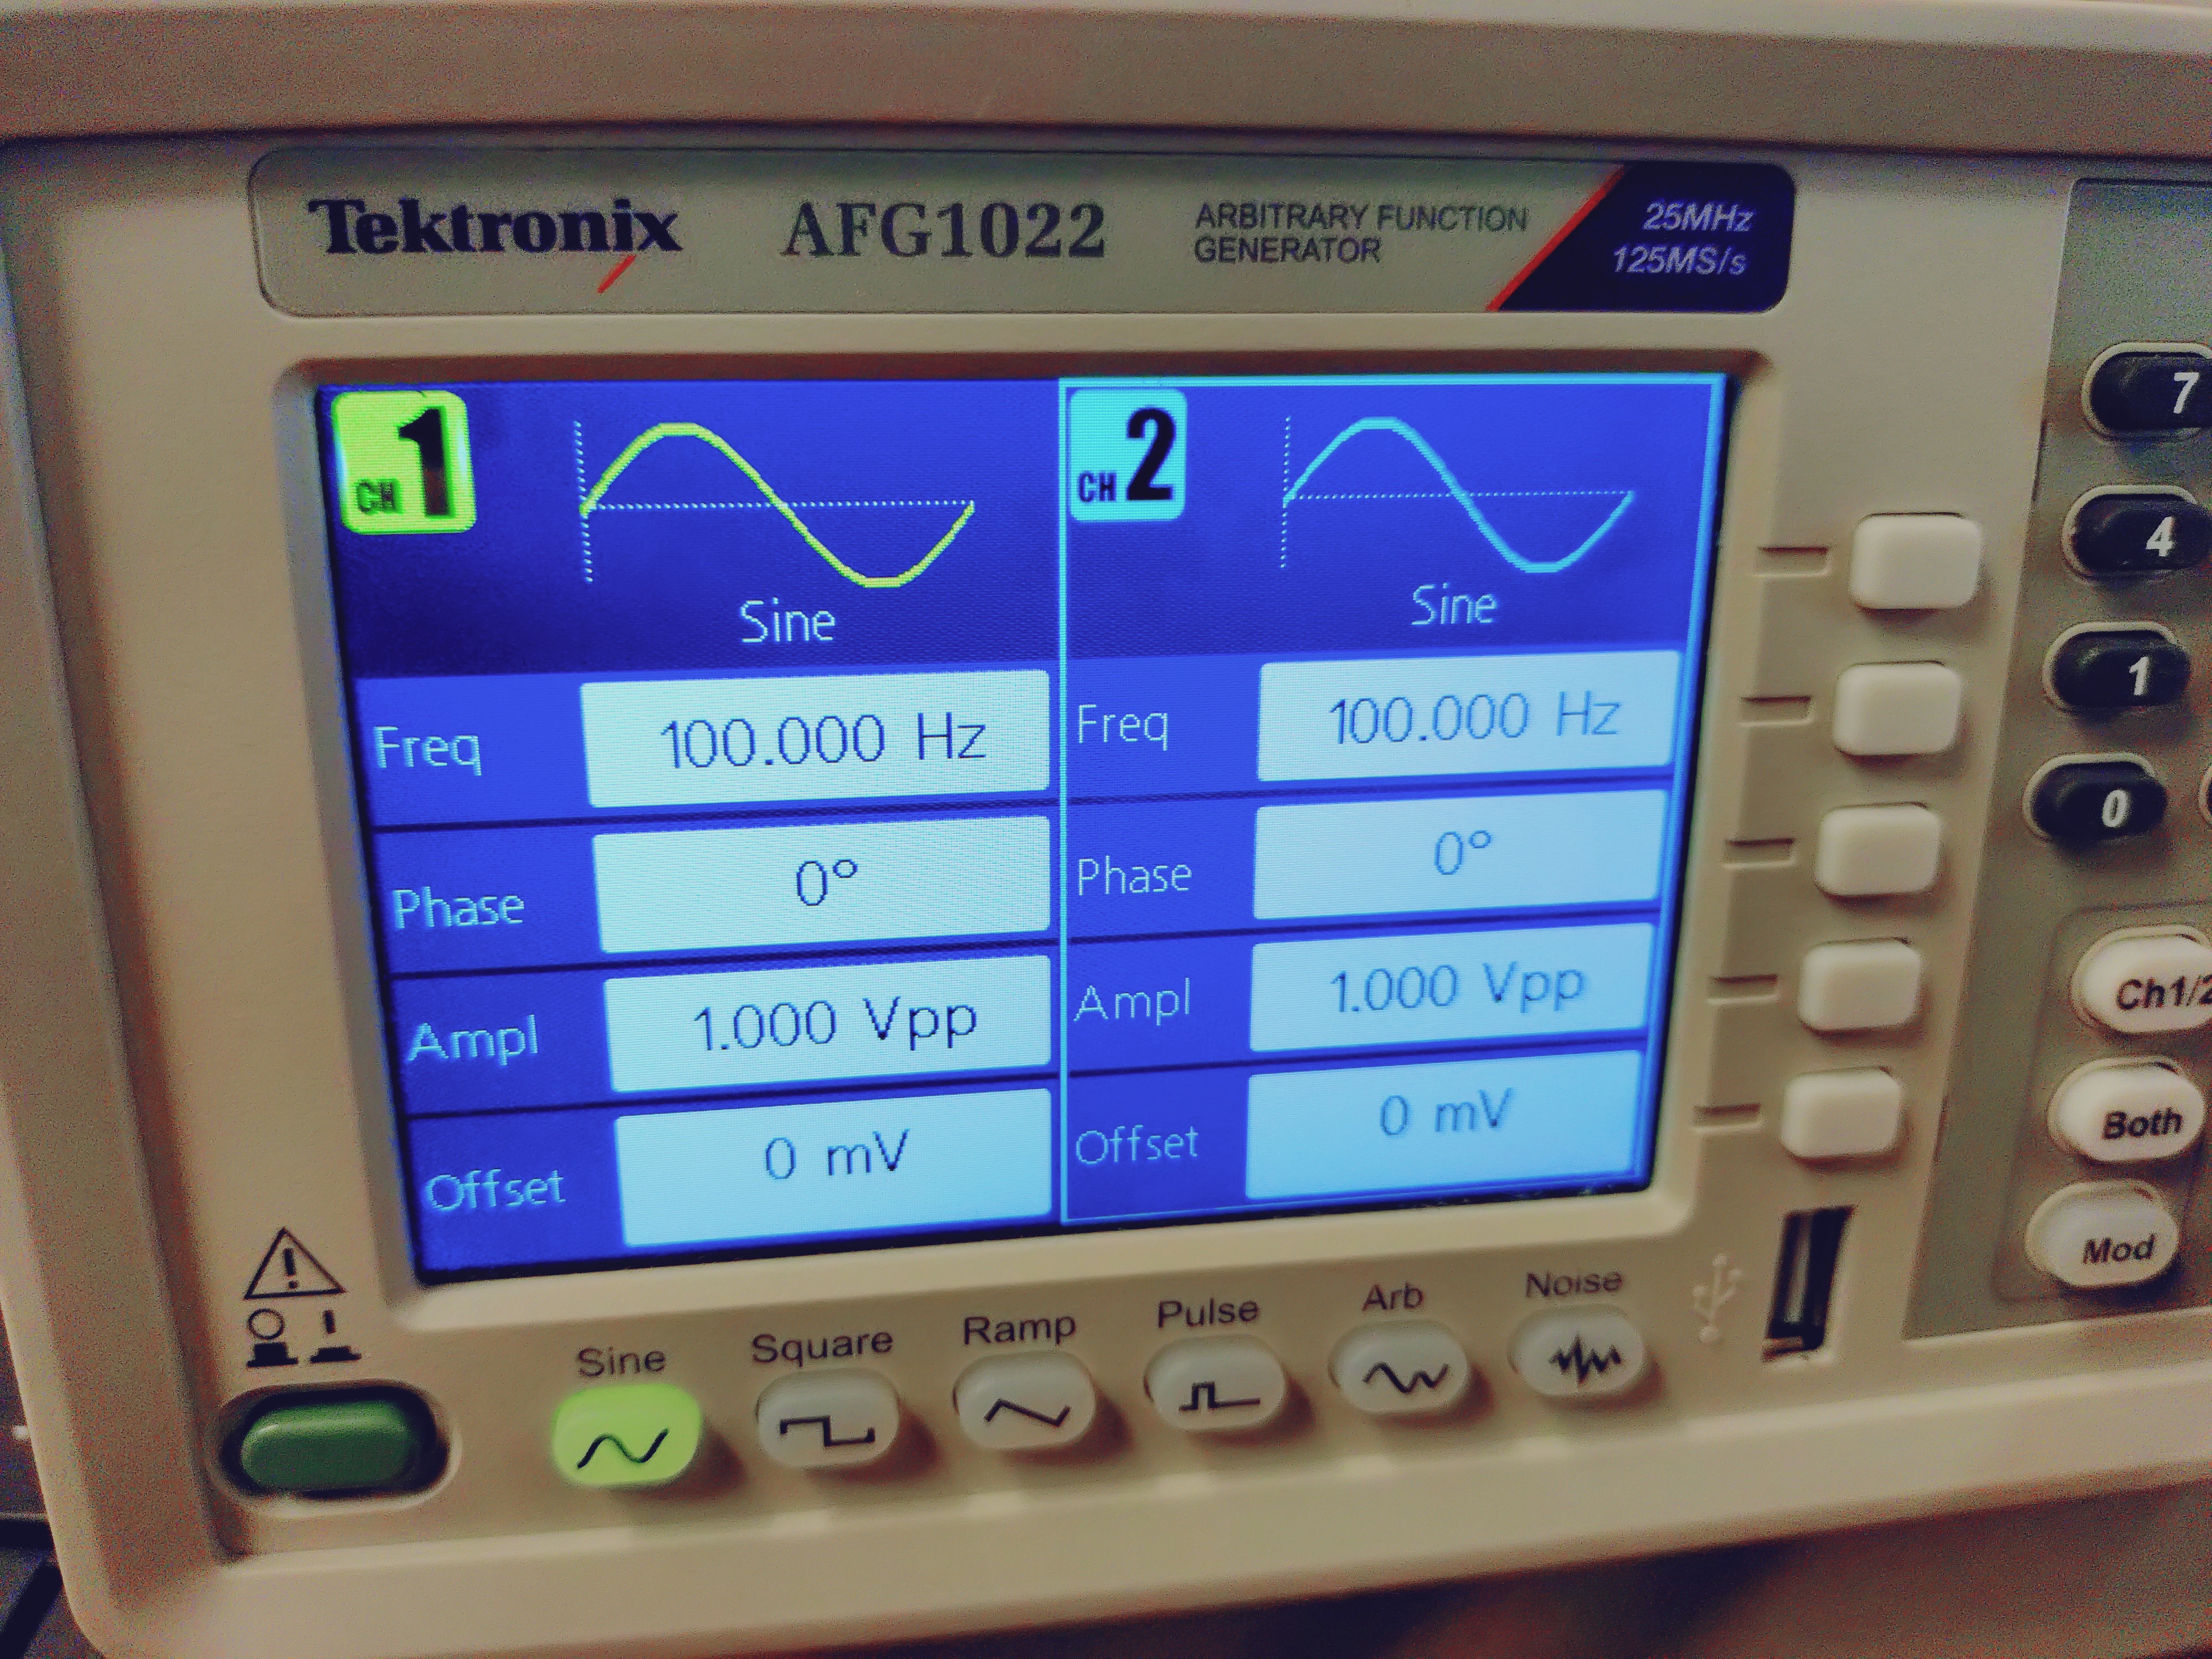 Tektronix AFG1022 ARBITRARY FUNCTION GENERATOR
25MHz
125MS/s
CH 1
Sine
Freq 100.000 Hz
Phase 0°
Ampl 1.000 Vpp
Offset 0 mV
CH 2
Sine
Freq 100.000 Hz
Phase 0°
Ampl 1.000 Vpp
Offset 0 mV
7
4
1
0
Ch1/2
Both
Mod
Sine Square Ramp Pulse Arb Noise